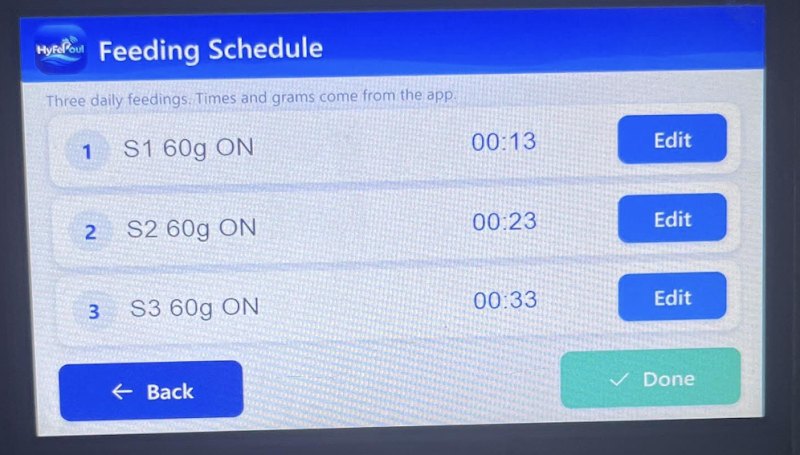 HyFePoul
Feeding Schedule
Three daily feedings. Times and grams come from the app.
1 S1 60g ON 00:13 Edit
2 S2 60g ON 00:23 Edit
3 S3 60g ON 00:33 Edit
← Back ✓ Done